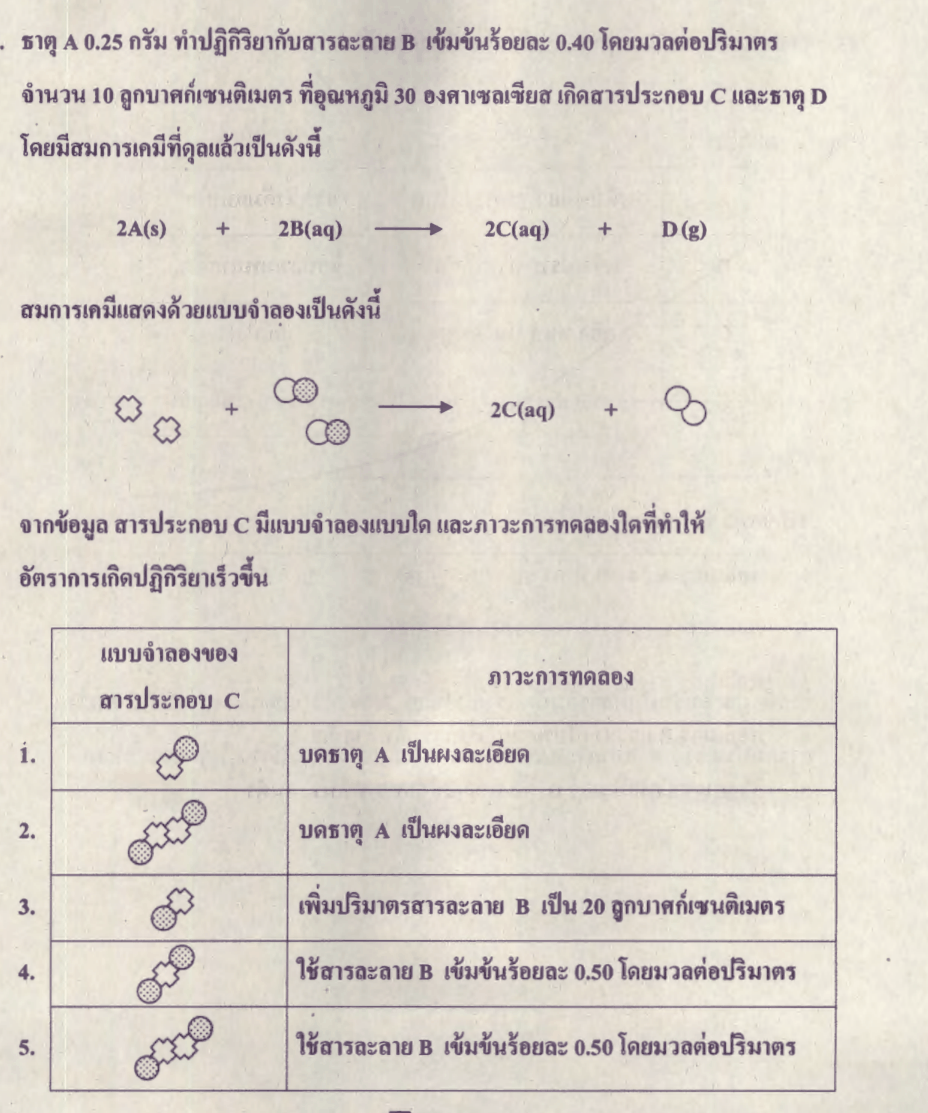 . ธาตุ A 0.25 กรัม ทำปฏิกิริยากับสารละลาย B เข้มข้นร้อยละ 0.40 โดยมวลต่อปริมาตร
จำนวน 10 ลูกบาศก์เซนติเมตร ที่อุณหภูมิ 30 องศาเซลเซียส เกิดสารประกอบ C และธาตุ D
โดยมีสมการเคมีที่ดุลแล้วเป็นดังนี้
2A(s) + 2B(aq) ⟶ 2C(aq) + D(g)
สมการเคมีแสดงด้วยแบบจำลองเป็นดังนี้
+ ⟶ 2C(aq) +
จากข้อมูล สารประกอบ C มีแบบจำลองแบบใด และภาวะการทดลองใดที่ทำให้
อัตราการเกิดปฏิกิริยาเร็วขึ้น
แบบจำลองของ
สารประกอบ C
ภาวะการทดลอง
1. บดธาตุ A เป็นผงละเอียด
2. บดธาตุ A เป็นผงละเอียด
3. เพิ่มปริมาตรสารละลาย B เป็น 20 ลูกบาศก์เซนติเมตร
4. ใช้สารละลาย B เข้มข้นร้อยละ 0.50 โดยมวลต่อปริมาตร
5. ใช้สารละลาย B เข้มข้นร้อยละ 0.50 โดยมวลต่อปริมาตร